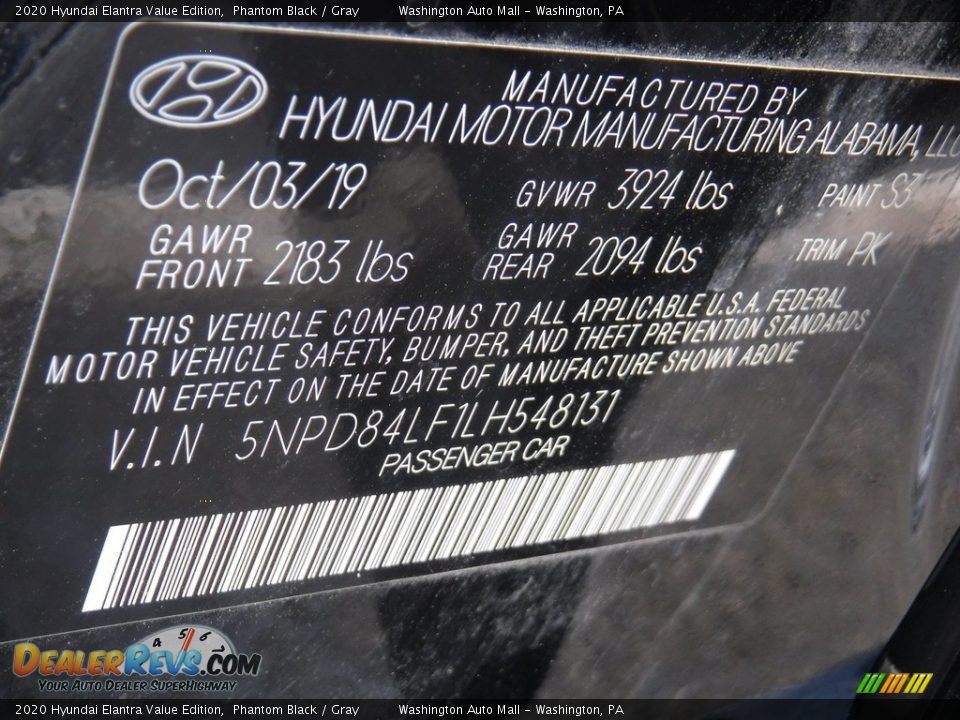 2020 Hyundai Elantra Value Edition, Phantom Black / Gray Washington Auto Mall - Washington, PA
MANUFACTURED BY
HYUNDAI MOTOR MANUFACTURING ALABAMA, LLC
Oct/03/19 GVWR 3924 lbs PAINT S3
GAWR FRONT 2183 lbs GAWR REAR 2094 lbs TRIM PK
THIS VEHICLE CONFORMS TO ALL APPLICABLE U.S.A. FEDERAL
MOTOR VEHICLE SAFETY, BUMPER, AND THEFT PREVENTION STANDARDS
IN EFFECT ON THE DATE OF MANUFACTURE SHOWN ABOVE
V.I.N 5NPD84LF1LH548131
PASSENGER CAR
4 5 6
DEALERREVS.COM
YOUR AUTO DEALER SUPERHIGHWAY
2020 Hyundai Elantra Value Edition, Phantom Black / Gray Washington Auto Mall - Washington, PA